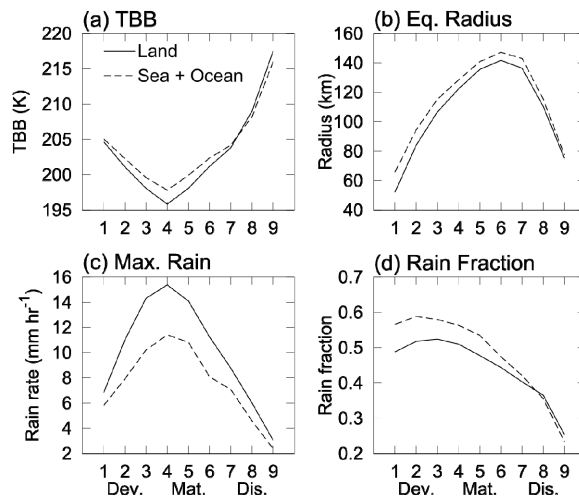 (a) TBB
Land
Sea + Ocean
TBB (K)
220
215
210
205
200
195
1 2 3 4 5 6 7 8 9
(b) Eq. Radius
Radius (km)
160
140
120
100
80
60
40
1 2 3 4 5 6 7 8 9
(c) Max. Rain
Rain rate (mm hr⁻¹)
16
14
12
10
8
6
4
2
1 2 3 4 5 6 7 8 9
Dev. Mat. Dis.
(d) Rain Fraction
Rain fraction
0.7
0.6
0.5
0.4
0.3
0.2
1 2 3 4 5 6 7 8 9
Dev. Mat. Dis.